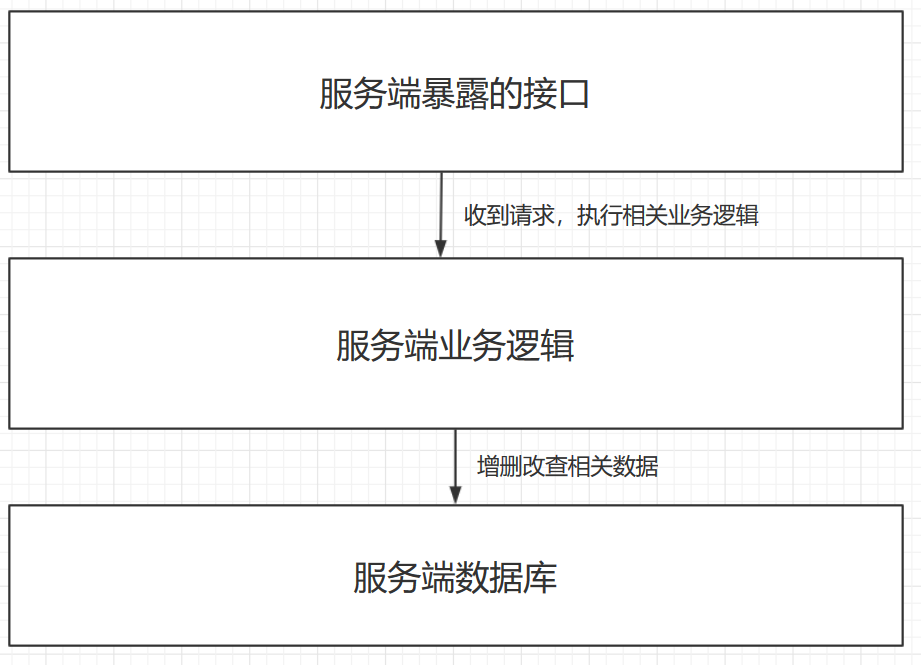 服务端暴露的接口
收到请求，执行相关业务逻辑
服务端业务逻辑
增删改查相关数据
服务端数据库